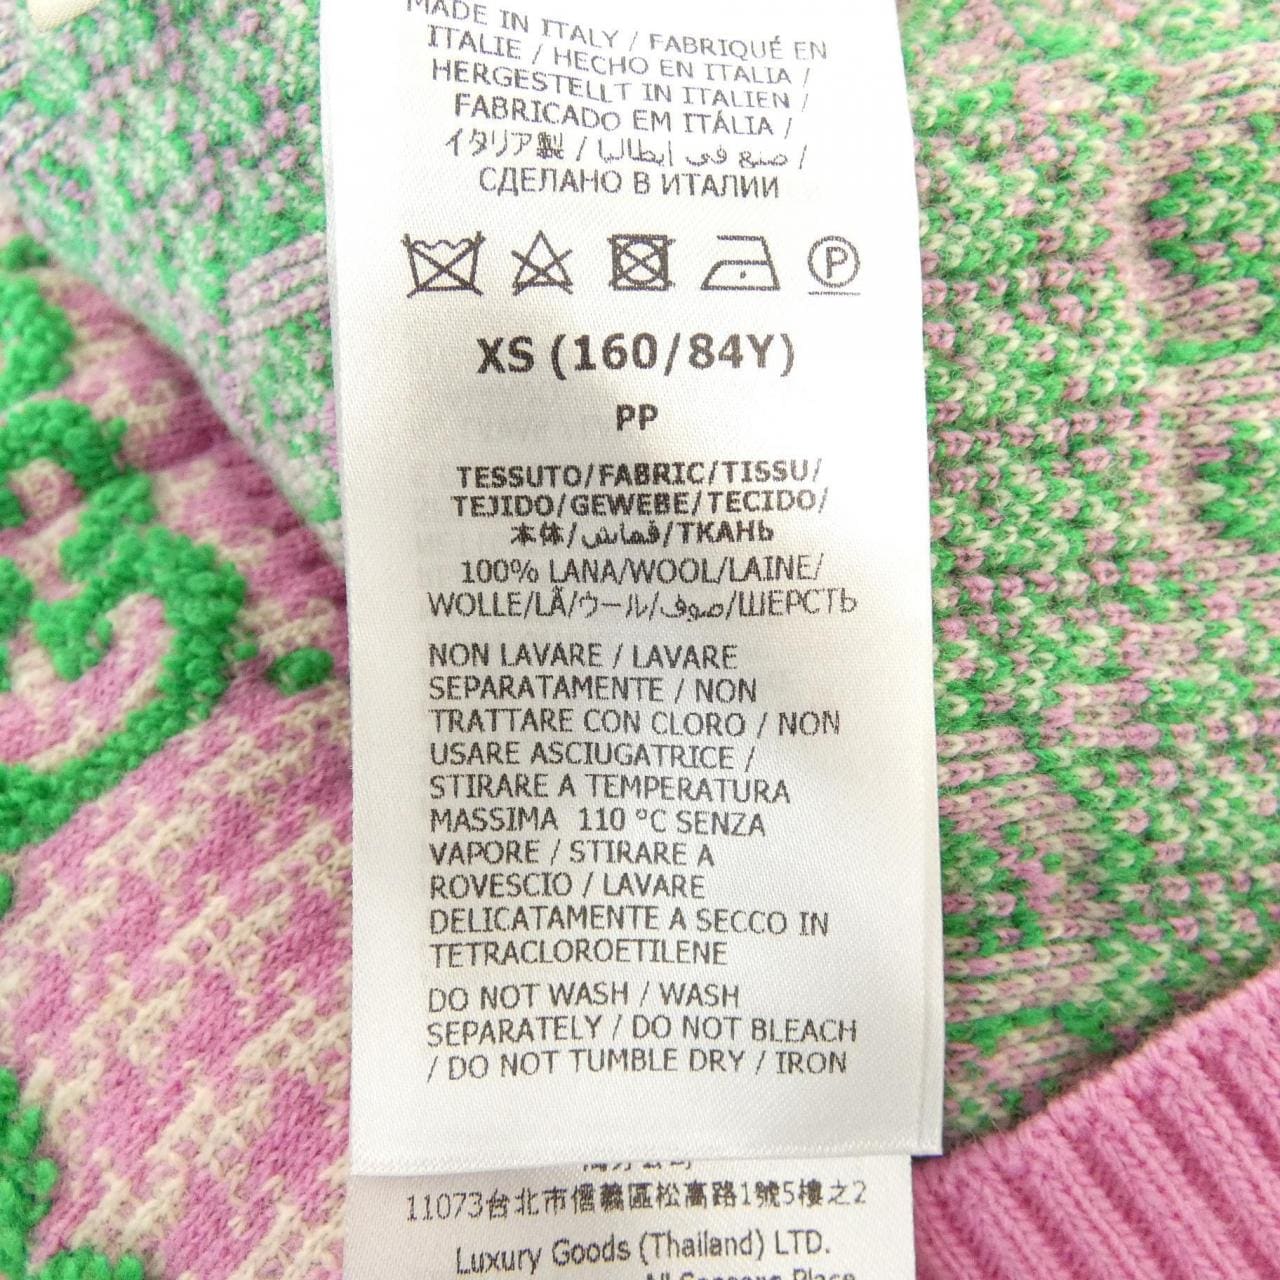 MADE IN ITALY / FABRIQUÉ EN
ITALIE / HECHO EN ITALIA /
HERGESTELLT IN ITALIEN /
FABRICADO EM ITÁLIA /
イタリア製 / صنع في إيطاليا /
СДЕЛАНО В ИТАЛИИ
P
XS (160/84Y)
PP
TESSUTO/FABRIC/TISSU/
TEJIDO/GEWEBE/TECIDO/
本体/قماش/ТКАНЬ
100% LANA/WOOL/LAINE/
WOLLE/LÃ/ウール/صوف/ШЕРСТЬ
NON LAVARE / LAVARE
SEPARATAMENTE / NON
TRATTARE CON CLORO / NON
USARE ASCIUGATRICE /
STIRARE A TEMPERATURA
MASSIMA 110 °C SENZA
VAPORE / STIRARE A
ROVESCIO / LAVARE
DELICATAMENTE A SECCO IN
TETRACLOROETILENE
DO NOT WASH / WASH
SEPARATELY / DO NOT BLEACH
/ DO NOT TUMBLE DRY / IRON
11073台北市信義區松高路1號5樓之2
Luxury Goods (Thailand) LTD.